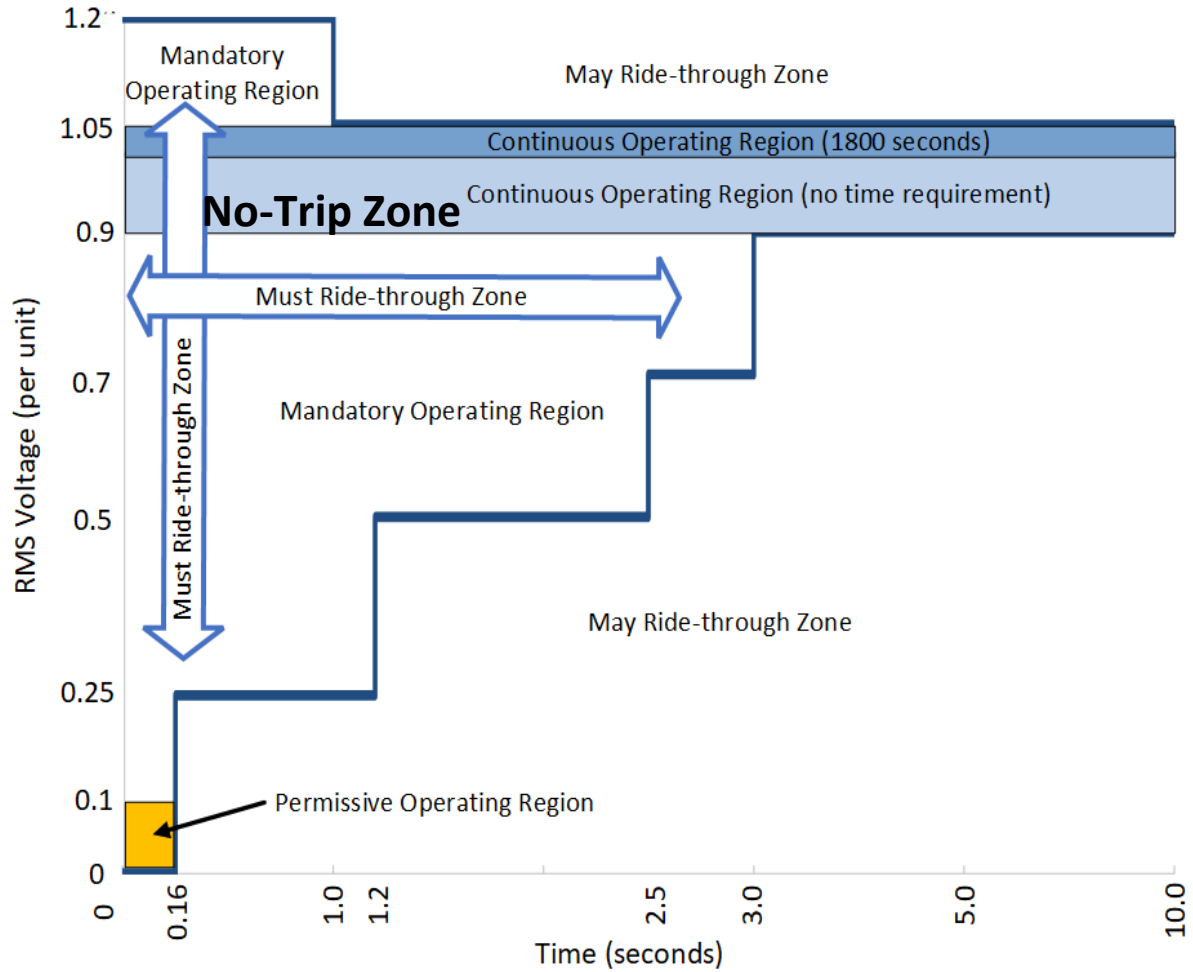 1.2
Mandatory
Operating Region
May Ride-through Zone
1.05
Continuous Operating Region (1800 seconds)
Continuous Operating Region (no time requirement)
No-Trip Zone
0.9
Must Ride-through Zone
Must Ride-through Zone
RMS Voltage (per unit)
0.7
Mandatory Operating Region
0.5
May Ride-through Zone
0.25
0.1
Permissive Operating Region
0
0
0.16
1.0
1.2
2.5
3.0
5.0
10.0
Time (seconds)